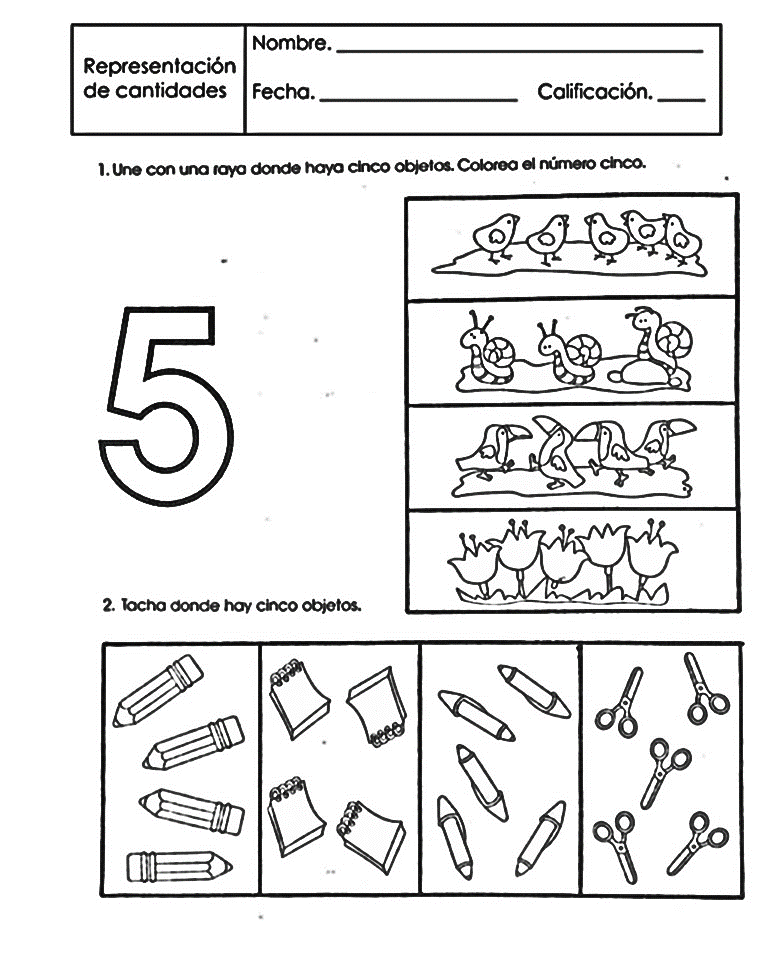 Representación
de cantidades
Nombre.
Fecha. Calificación.
1. Une con una raya donde haya cinco objetos. Colorea el número cinco.
5
2. Tacha donde hay cinco objetos.